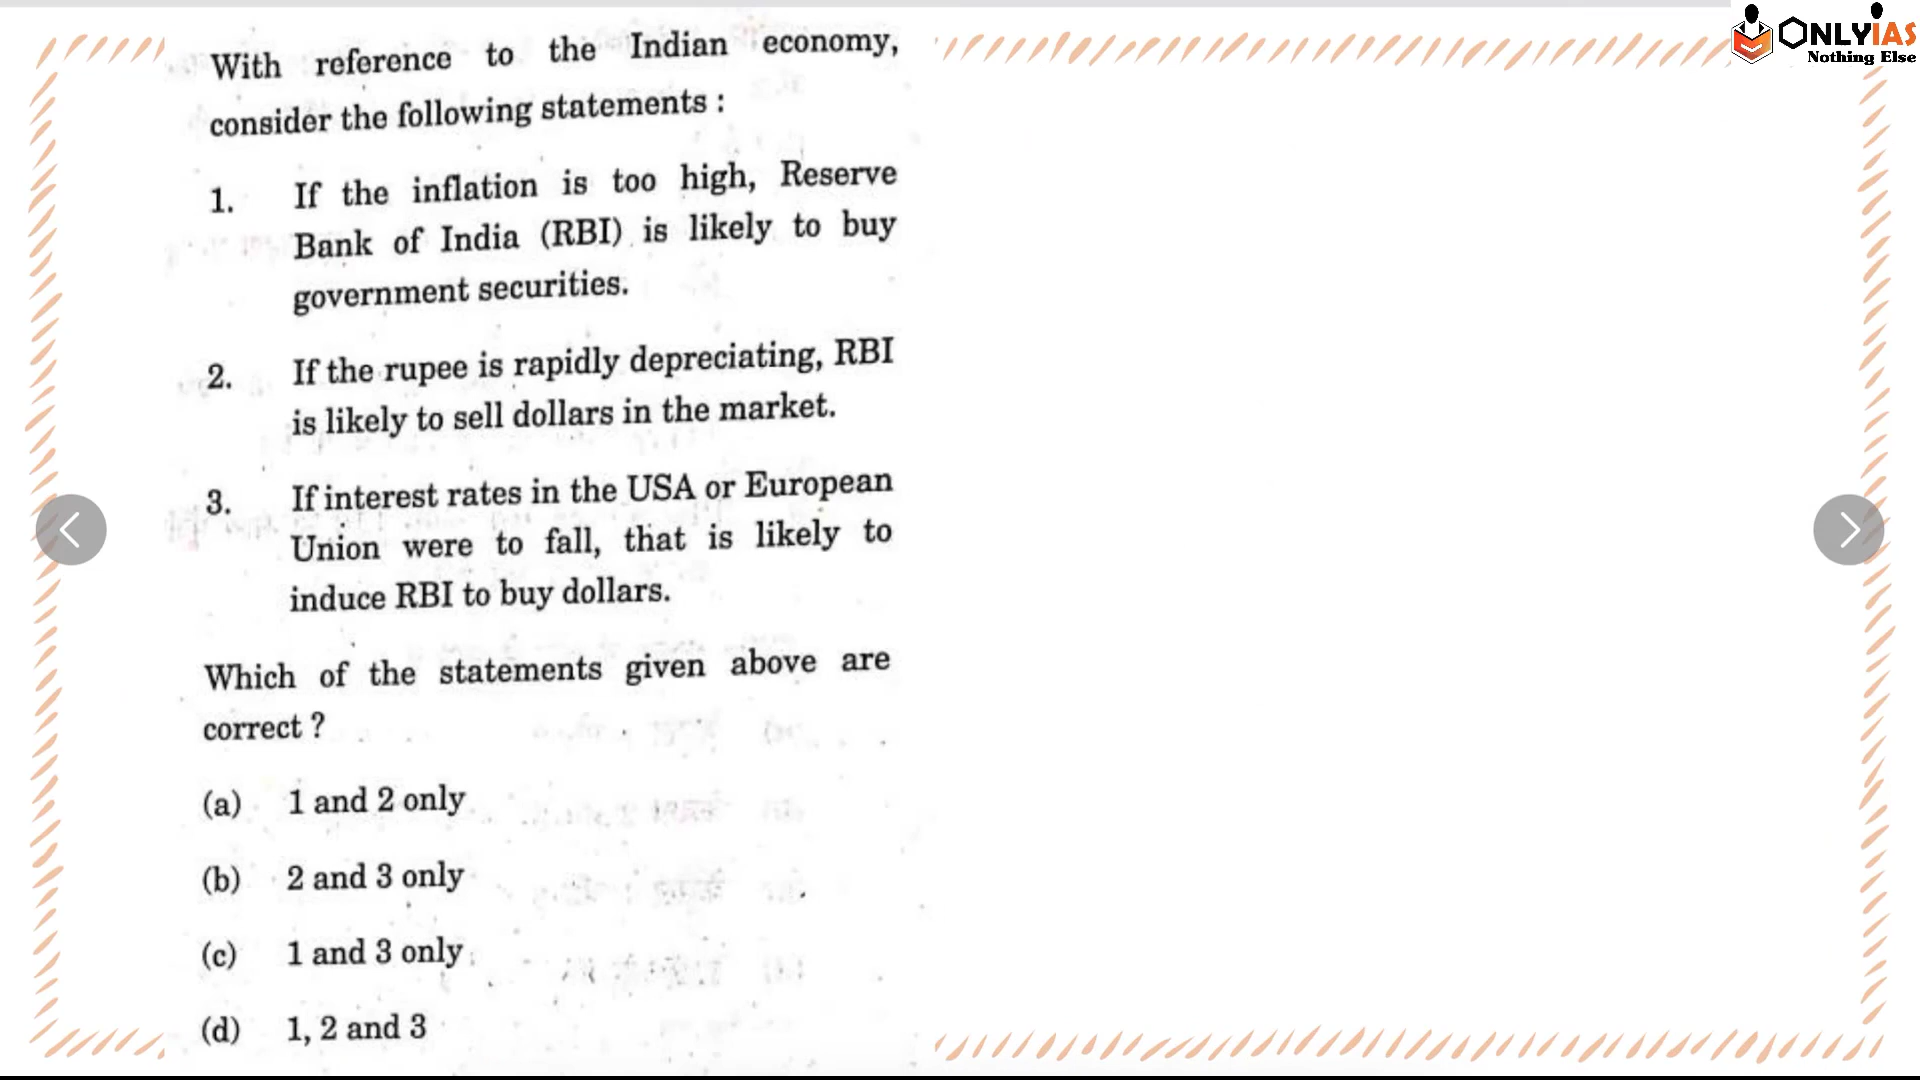 ONLYIAS
Nothing Else
With reference to the Indian economy,
consider the following statements :
1. If the inflation is too high, Reserve
Bank of India (RBI) is likely to buy
government securities.
2. If the rupee is rapidly depreciating, RBI
is likely to sell dollars in the market.
3. If interest rates in the USA or European
Union were to fall, that is likely to
induce RBI to buy dollars.
Which of the statements given above are
correct ?
(a) 1 and 2 only
(b) 2 and 3 only
(c) 1 and 3 only
(d) 1, 2 and 3